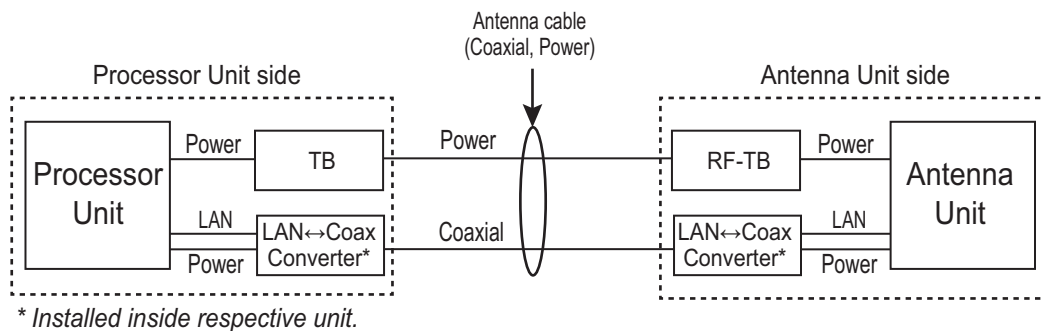 Antenna cable
(Coaxial, Power)
Processor Unit side
Antenna Unit side
Processor
Unit
Power
TB
Power
RF-TB
Power
Antenna
Unit
LAN
Power
LAN↔Coax
Converter*
Coaxial
LAN↔Coax
Converter*
LAN
Power
* Installed inside respective unit.